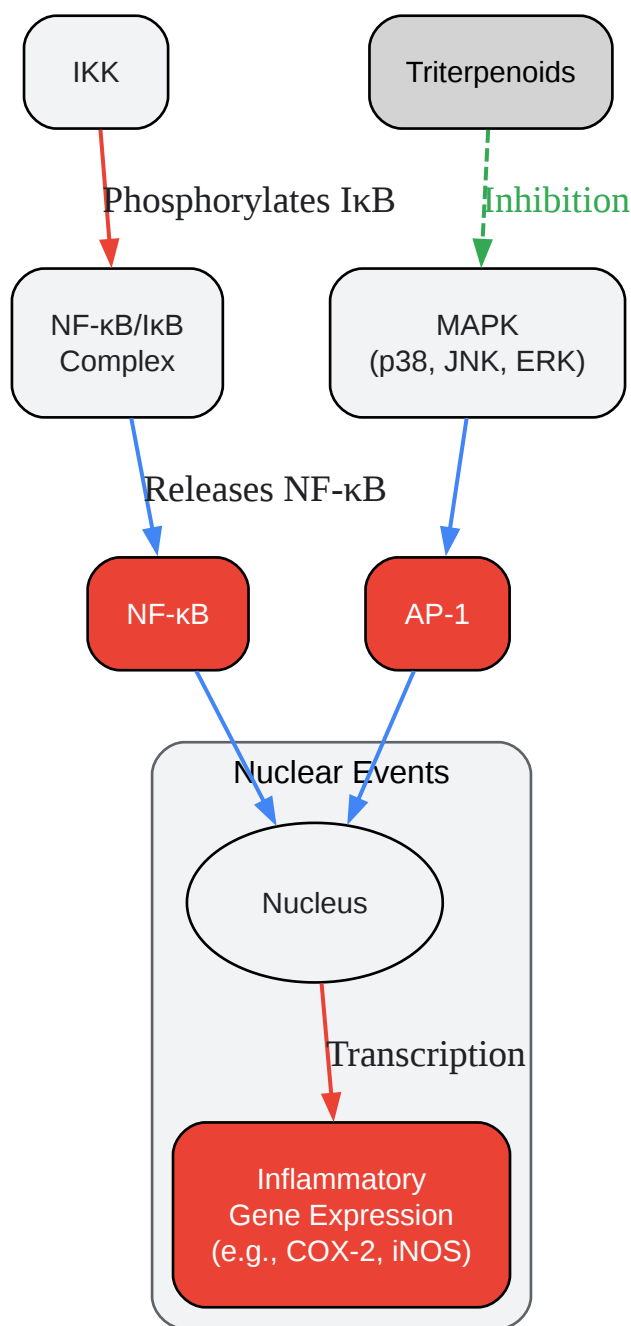 IKK
Triterpenoids
Phosphorylates IκB
Inhibition
NF-κB/IκB
Complex
MAPK
(p38, JNK, ERK)
Releases NF-κB
NF-κB
AP-1
Nuclear Events
Nucleus
Transcription
Inflammatory
Gene Expression
(e.g., COX-2, iNOS)